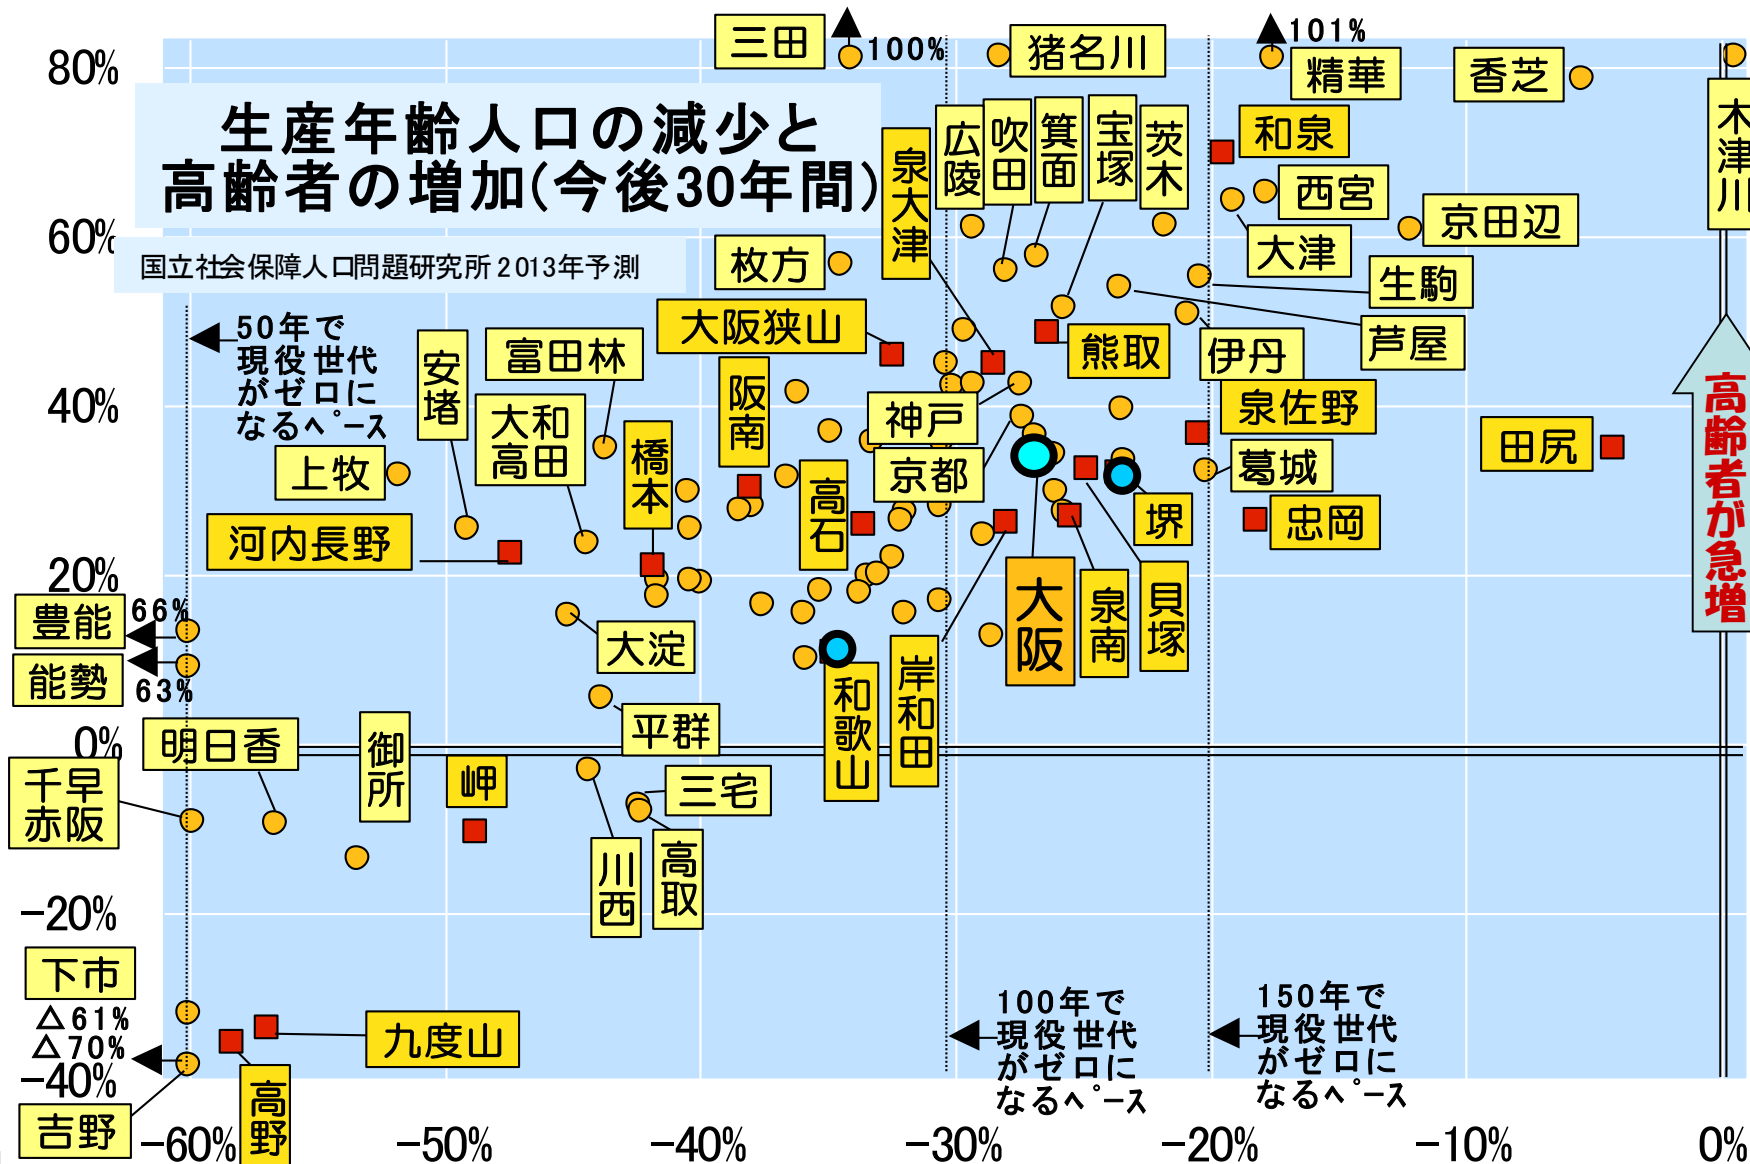 三田
100%
猪名川
101%
精華
香芝
80%
生産年齢人口の減少と
高齢者の増加(今後30年間)
泉大津
広陵
吹田
箕面
宝塚
茨木
和泉
木津川
西宮
京田辺
大津
60%
国立社会保障人口問題研究所2013年予測
枚方
生駒
芦屋
50年で
現役世代
がゼロに
なるペース
大阪狭山
富田林
安堵
熊取
伊丹
阪南
高齢者が急増
40%
大和
高田
神戸
泉佐野
橋本
田尻
上牧
京都
葛城
高石
堺
忠岡
河内長野
20%
大阪
泉南
貝塚
豊能
66%
大淀
能勢
63%
和歌山
岸和田
平群
0%
明日香
御所
岬
三宅
千早
赤阪
川西
高取
-20%
下市
△61%
△70%
九度山
100年で
現役世代
がゼロに
なるペース
150年で
現役世代
がゼロに
なるペース
-40%
高野
吉野
-60%
-50%
-40%
-30%
-20%
-10%
0%